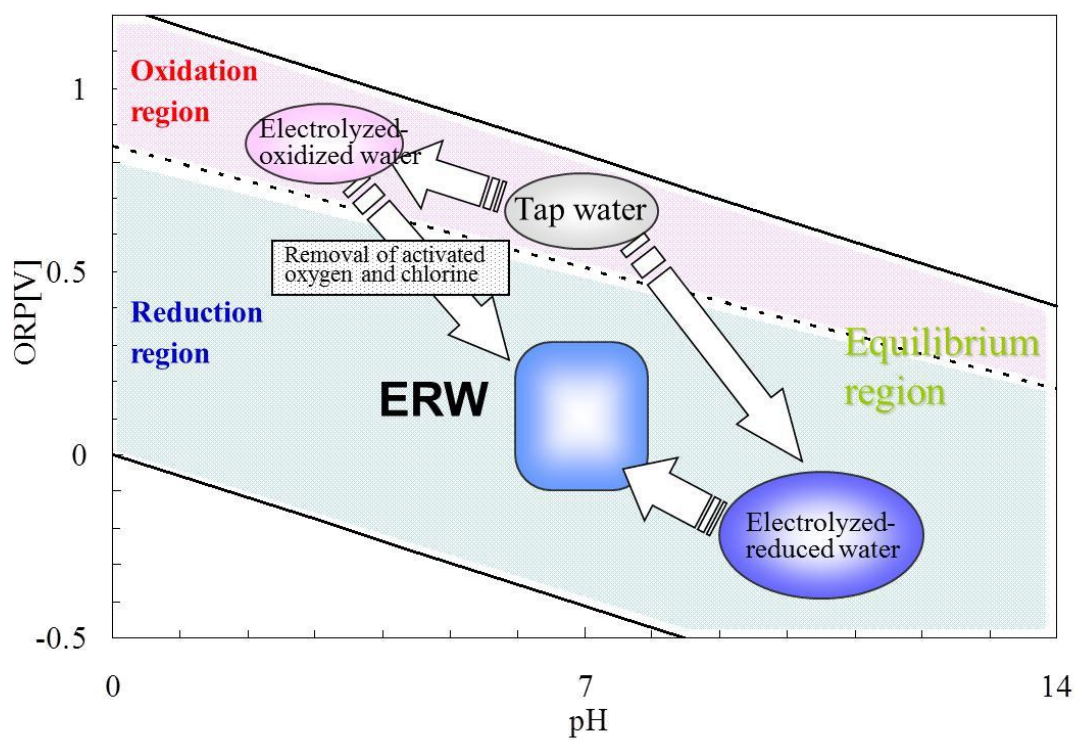 Oxidation
region
1
Electrolyzed-
oxidized water
Tap water
0.5
Removal of activated
oxygen and chlorine
Reduction
region
ORP[V]
Equilibrium
region
ERW
0
Electrolyzed-
reduced water
-0.5
0
7
14
pH